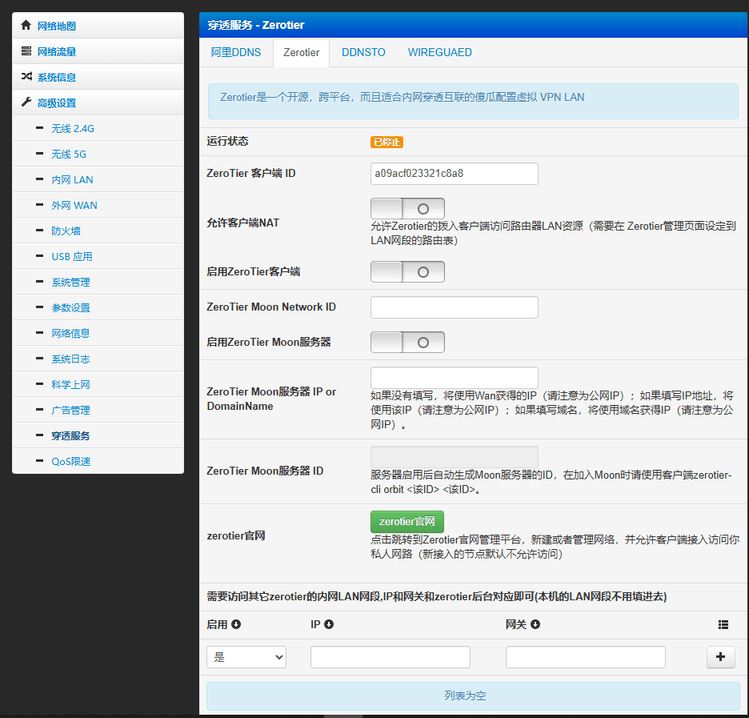 网络地图
网络流量
系统信息
高级设置
无线 2.4G
无线 5G
内网 LAN
外网 WAN
防火墙
USB 应用
系统管理
参数设置
网络信息
系统日志
科学上网
广告管理
穿透服务
QoS限速
穿透服务 - Zerotier
阿里DDNS Zerotier DDNSTO WIREGUAED
Zerotier是一个开源，跨平台，而且适合内网穿透互联的傻瓜配置虚拟 VPN LAN
运行状态 已停止
ZeroTier 客户端 ID a09acf023321c8a8
允许客户端NAT
允许Zerotier的拨入客户端访问路由器LAN资源（需要在 Zerotier管理页面设定到
LAN网段的路由表）
启用ZeroTier客户端
ZeroTier Moon Network ID
启用ZeroTier Moon服务器
ZeroTier Moon服务器 IP or
DomainName
如果没有填写，将使用Wan获得的IP（请注意为公网IP）；如果填写IP地址，将
使用该IP（请注意为公网IP）；如果填写域名，将使用域名获得IP（请注意为公
网IP）。
ZeroTier Moon服务器 ID
服务器启用后自动生成Moon服务器的ID，在加入Moon时请使用客户端zerotier-
cli orbit <该ID> <该ID>。
zerotier官网
zerotier官网
点击跳转到Zerotier官网管理平台，新建或者管理网络，并允许客户端接入访问你
私人网路（新接入的节点默认不允许访问）
需要访问其它zerotier的内网LAN网段,IP和网关和zerotier后台对应即可(本机的LAN网段不用填进去)
启用 IP 网关
是
列表为空